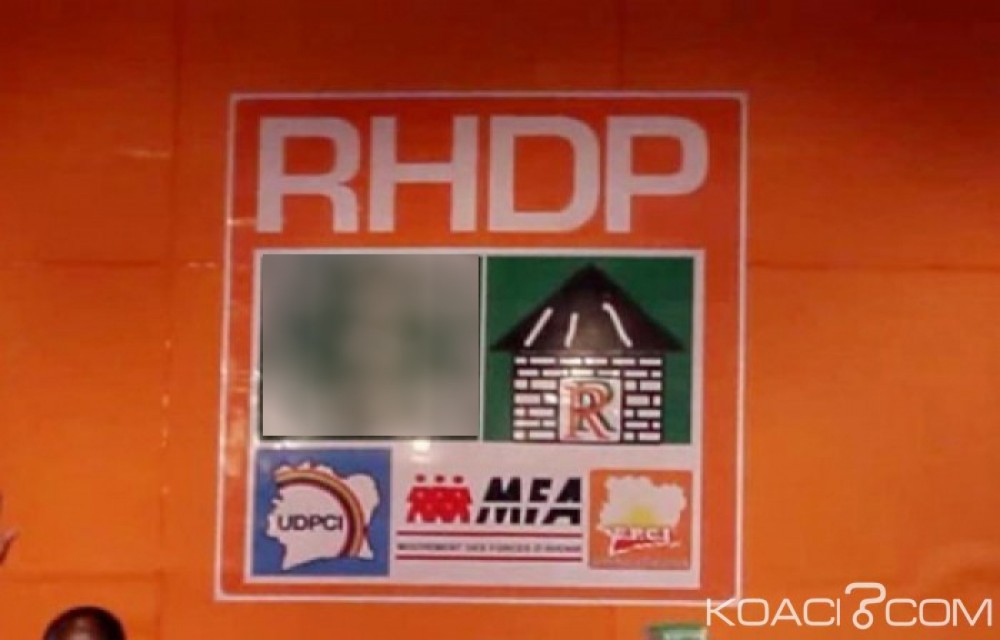 RHDP
R
UDPCI
MFA
MOUVEMENT DES FORCES D'AVENIR
KOACI.COM